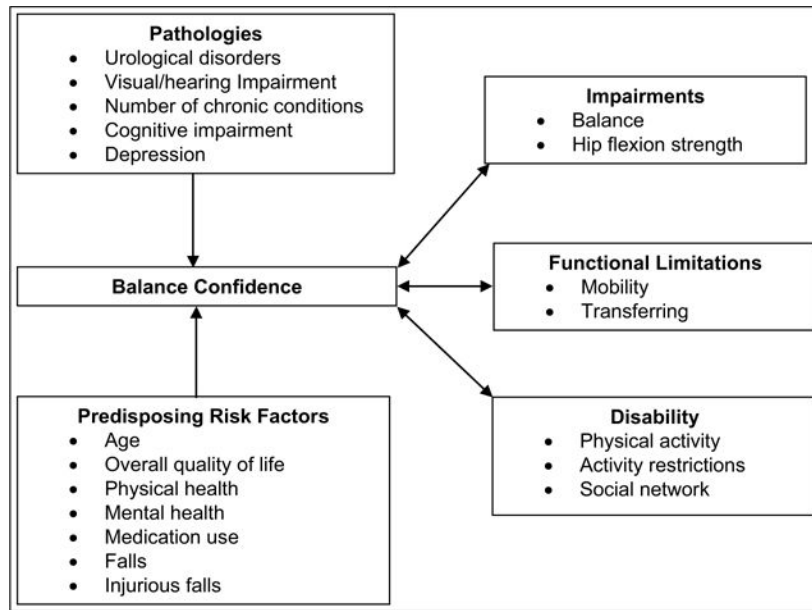 Pathologies
• Urological disorders
• Visual/hearing Impairment
• Number of chronic conditions
• Cognitive impairment
• Depression
Impairments
• Balance
• Hip flexion strength
Balance Confidence
Functional Limitations
• Mobility
• Transferring
Predisposing Risk Factors
• Age
• Overall quality of life
• Physical health
• Mental health
• Medication use
• Falls
• Injurious falls
Disability
• Physical activity
• Activity restrictions
• Social network